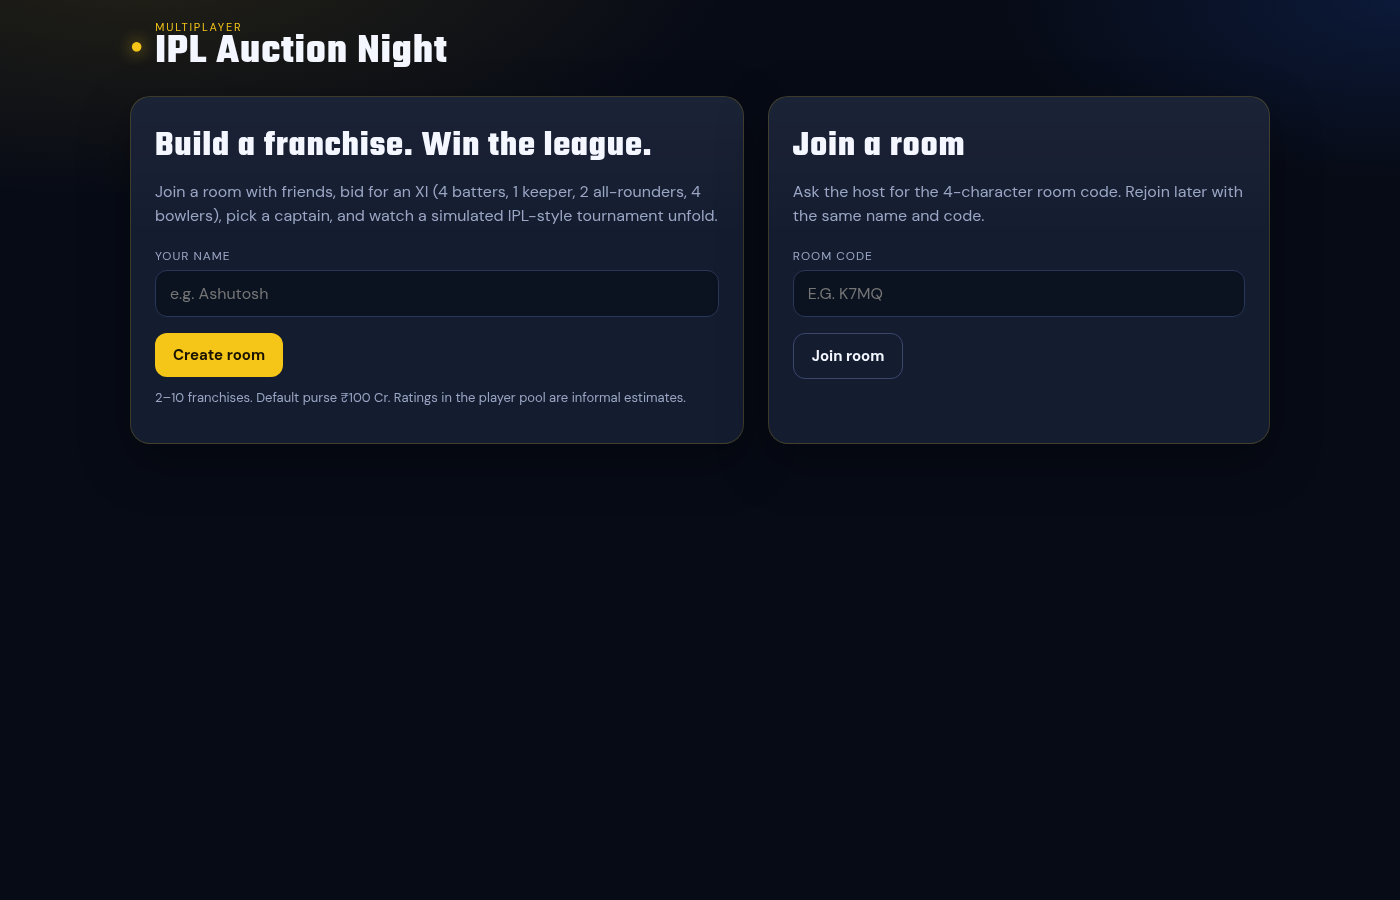 MULTIPLAYER
IPL Auction Night
Build a franchise. Win the league.
Join a room with friends, bid for an XI (4 batters, 1 keeper, 2 all-rounders, 4
bowlers), pick a captain, and watch a simulated IPL-style tournament unfold.
YOUR NAME
e.g. Ashutosh
Create room
2–10 franchises. Default purse ₹100 Cr. Ratings in the player pool are informal estimates.
Join a room
Ask the host for the 4-character room code. Rejoin later with
the same name and code.
ROOM CODE
E.G. K7MQ
Join room